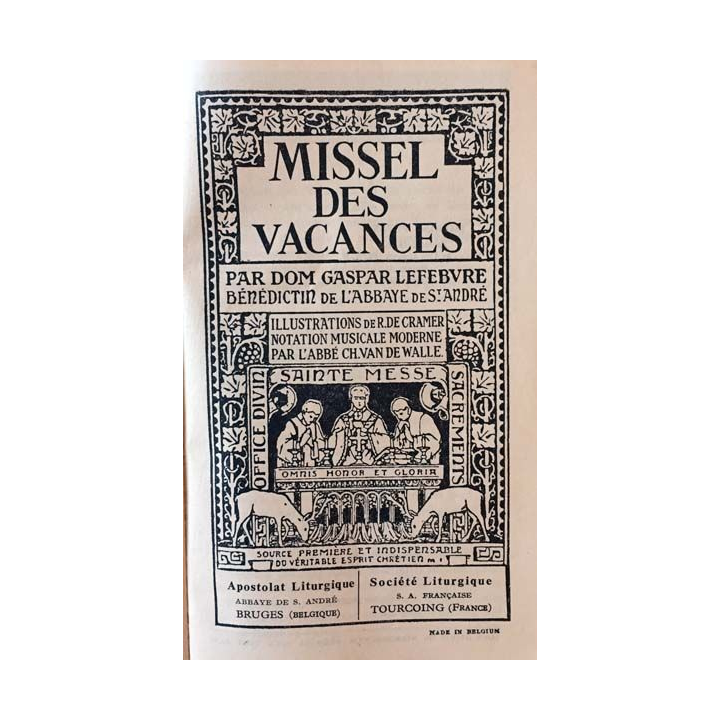 MISSEL
DES
VACANCES
PAR DOM GASPAR LEFEBVRE
BÉNÉDICTIN DE L'ABBAYE DE ST ANDRÉ
ILLUSTRATIONS DE R. DE CRAMER
NOTATION MUSICALE MODERNE
PAR L'ABBÉ CH. VAN DE WALLE
SAINTE MESSE
OFFICE DIVIN
SACREMENTS
OMNIS HONOR ET GLORIA
SOURCE PREMIÈRE ET INDISPENSABLE
DU VÉRITABLE ESPRIT CHRÉTIEN
Apostolat Liturgique
ABBAYE DE S. ANDRÉ
BRUGES (BELGIQUE)
Société Liturgique
S. A. FRANÇAISE
TOURCOING (FRANCE)
MADE IN BELGIUM